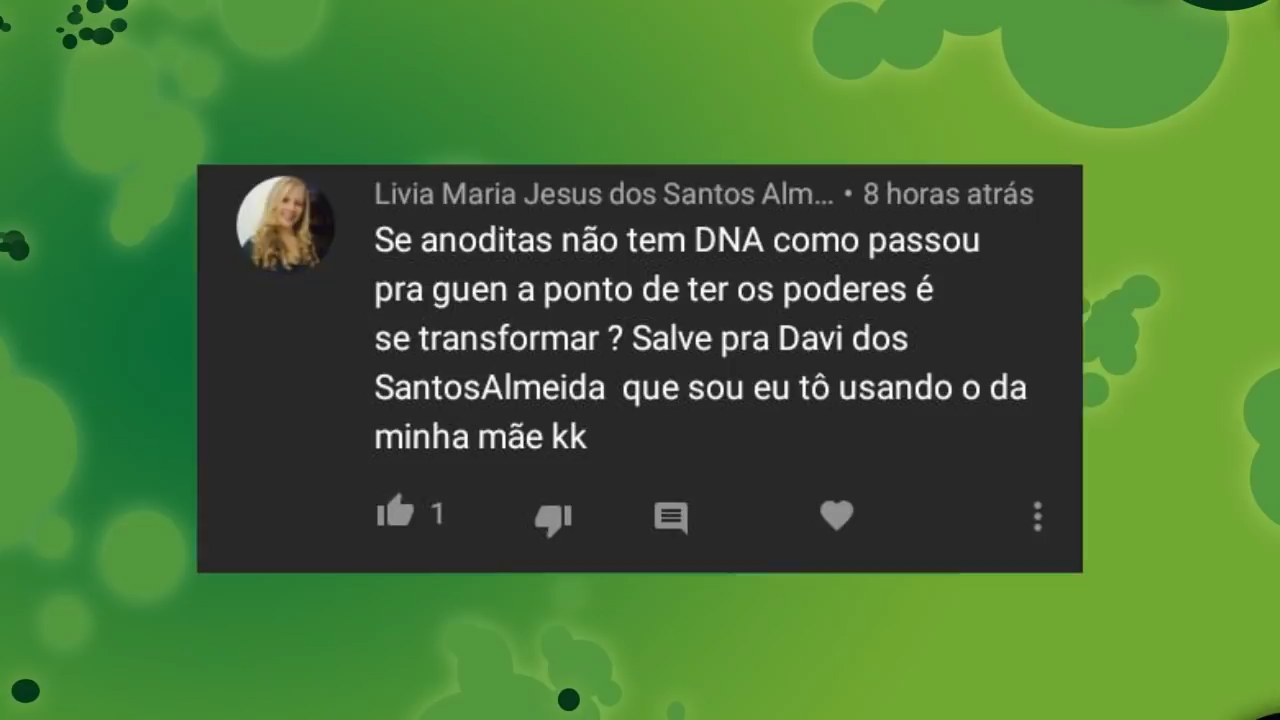 Livia Maria Jesus dos Santos Alm... • 8 horas atrás
Se anoditas não tem DNA como passou
pra guen a ponto de ter os poderes é
se transformar ? Salve pra Davi dos
SantosAlmeida  que sou eu tô usando o da
minha mãe kk
1